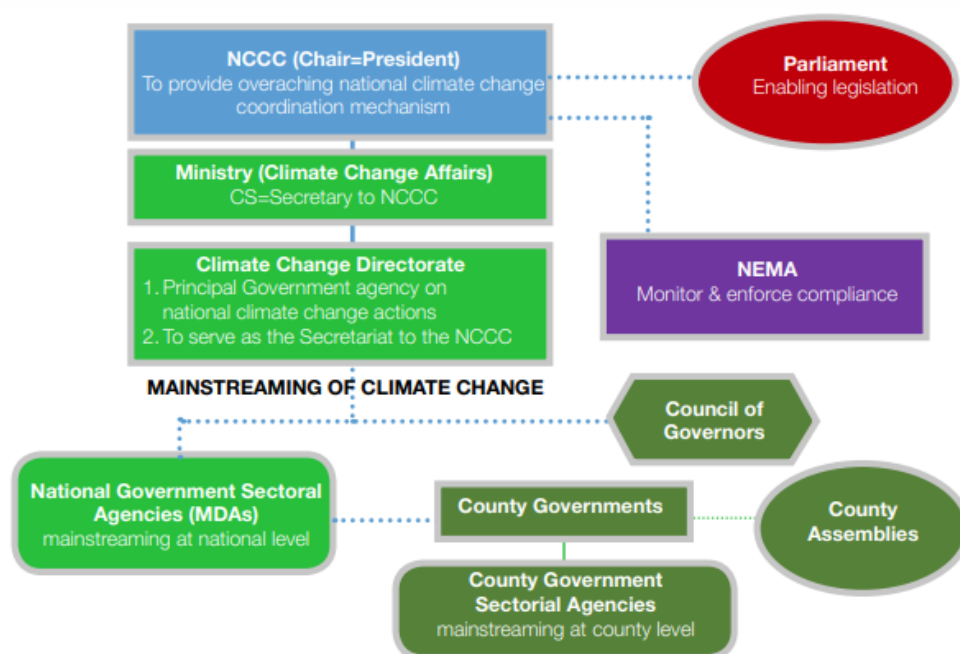 NCCC (Chair=President)
To provide overaching national climate change
coordination mechanism
Parliament
Enabling legislation
Ministry (Climate Change Affairs)
CS=Secretary to NCCC
Climate Change Directorate
1. Principal Government agency on
national climate change actions
2. To serve as the Secretariat to the NCCC
NEMA
Monitor & enforce compliance
MAINSTREAMING OF CLIMATE CHANGE
Council of
Governors
National Government Sectoral
Agencies (MDAs)
mainstreaming at national level
County Governments
County
Assemblies
County Government
Sectorial Agencies
mainstreaming at county level